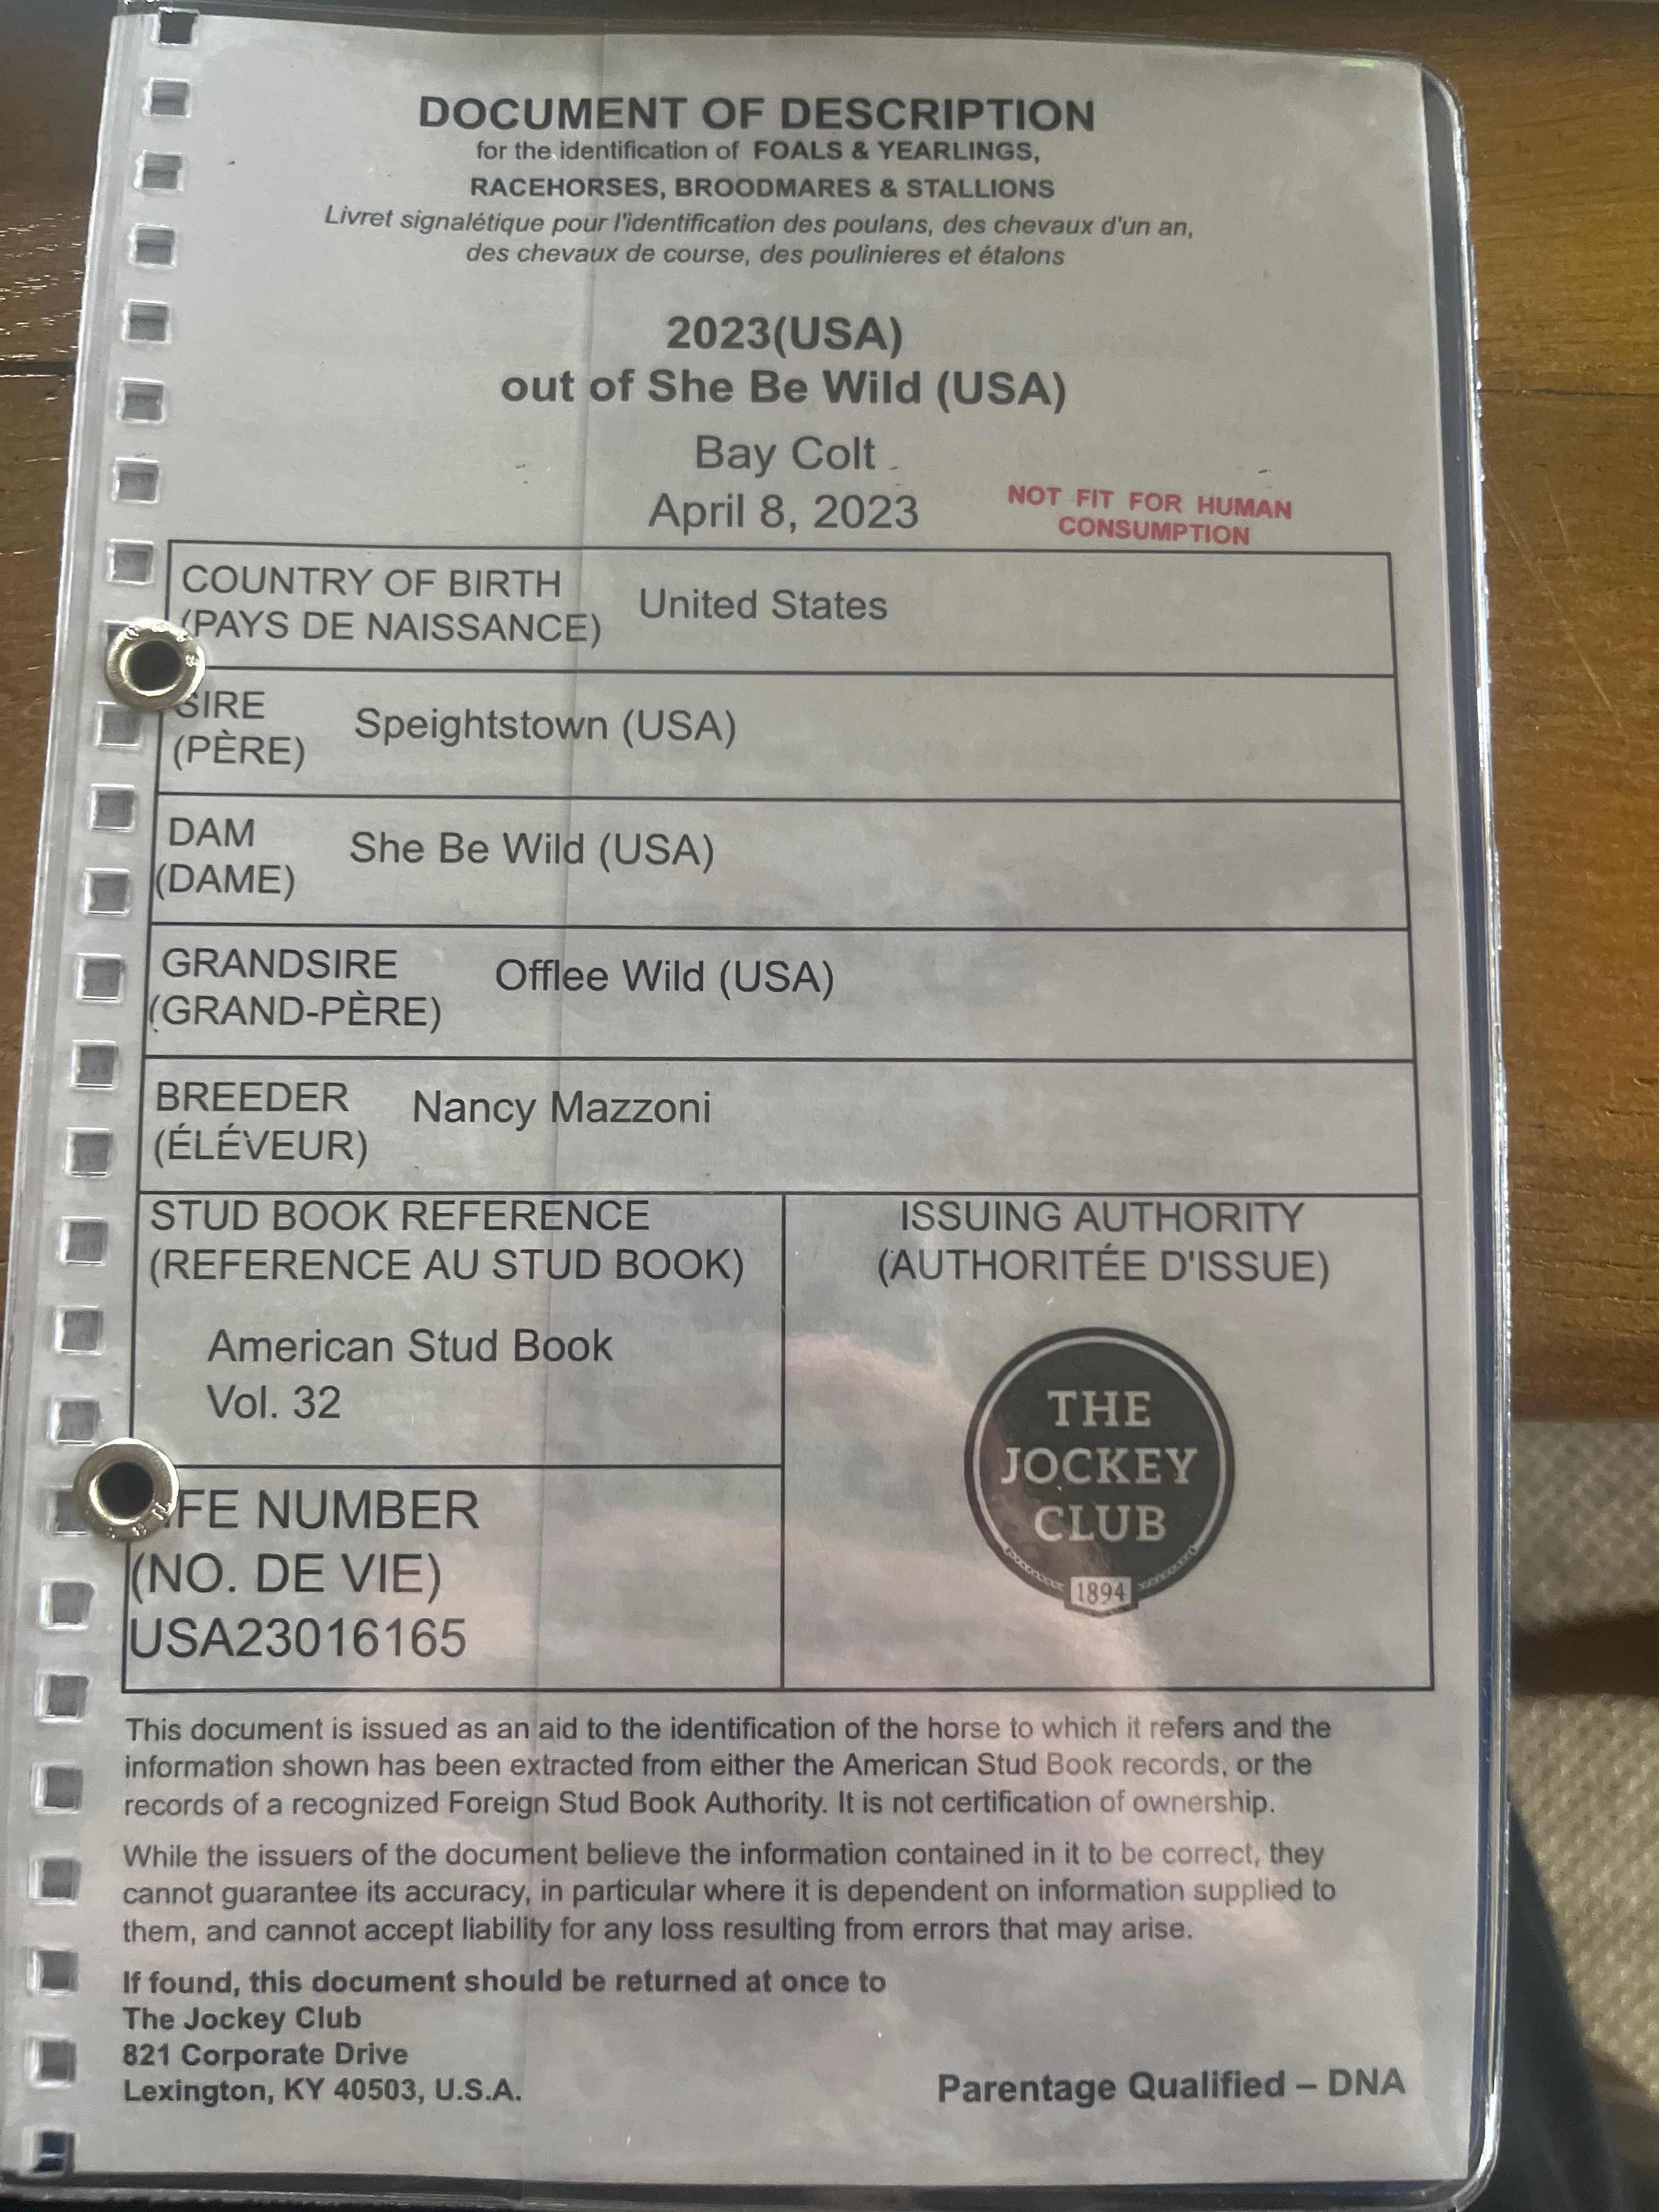 DOCUMENT OF DESCRIPTION
for the identification of FOALS & YEARLINGS,
RACEHORSES, BROODMARES & STALLIONS
Livret signalétique pour l'identification des poulans, des chevaux d'un an,
des chevaux de course, des poulinieres et étalons
2023(USA)
out of She Be Wild (USA)
Bay Colt
April 8, 2023
NOT FIT FOR HUMAN
CONSUMPTION
COUNTRY OF BIRTH
(PAYS DE NAISSANCE)
United States
SIRE
(PÈRE)
Speightstown (USA)
DAM
(DAME)
She Be Wild (USA)
GRANDSIRE
(GRAND-PÈRE)
Offlee Wild (USA)
BREEDER
(ÉLÉVEUR)
Nancy Mazzoni
STUD BOOK REFERENCE
(REFERENCE AU STUD BOOK)
American Stud Book
Vol. 32
ISSUING AUTHORITY
(AUTHORITÉE D'ISSUE)
THE
JOCKEY
CLUB
1894
IFE NUMBER
(NO. DE VIE)
USA23016165
This document is issued as an aid to the identification of the horse to which it refers and the
information shown has been extracted from either the American Stud Book records, or the
records of a recognized Foreign Stud Book Authority. It is not certification of ownership.
While the issuers of the document believe the information contained in it to be correct, they
cannot guarantee its accuracy, in particular where it is dependent on information supplied to
them, and cannot accept liability for any loss resulting from errors that may arise.
If found, this document should be returned at once to
The Jockey Club
821 Corporate Drive
Lexington, KY 40503, U.S.A.
Parentage Qualified – DNA